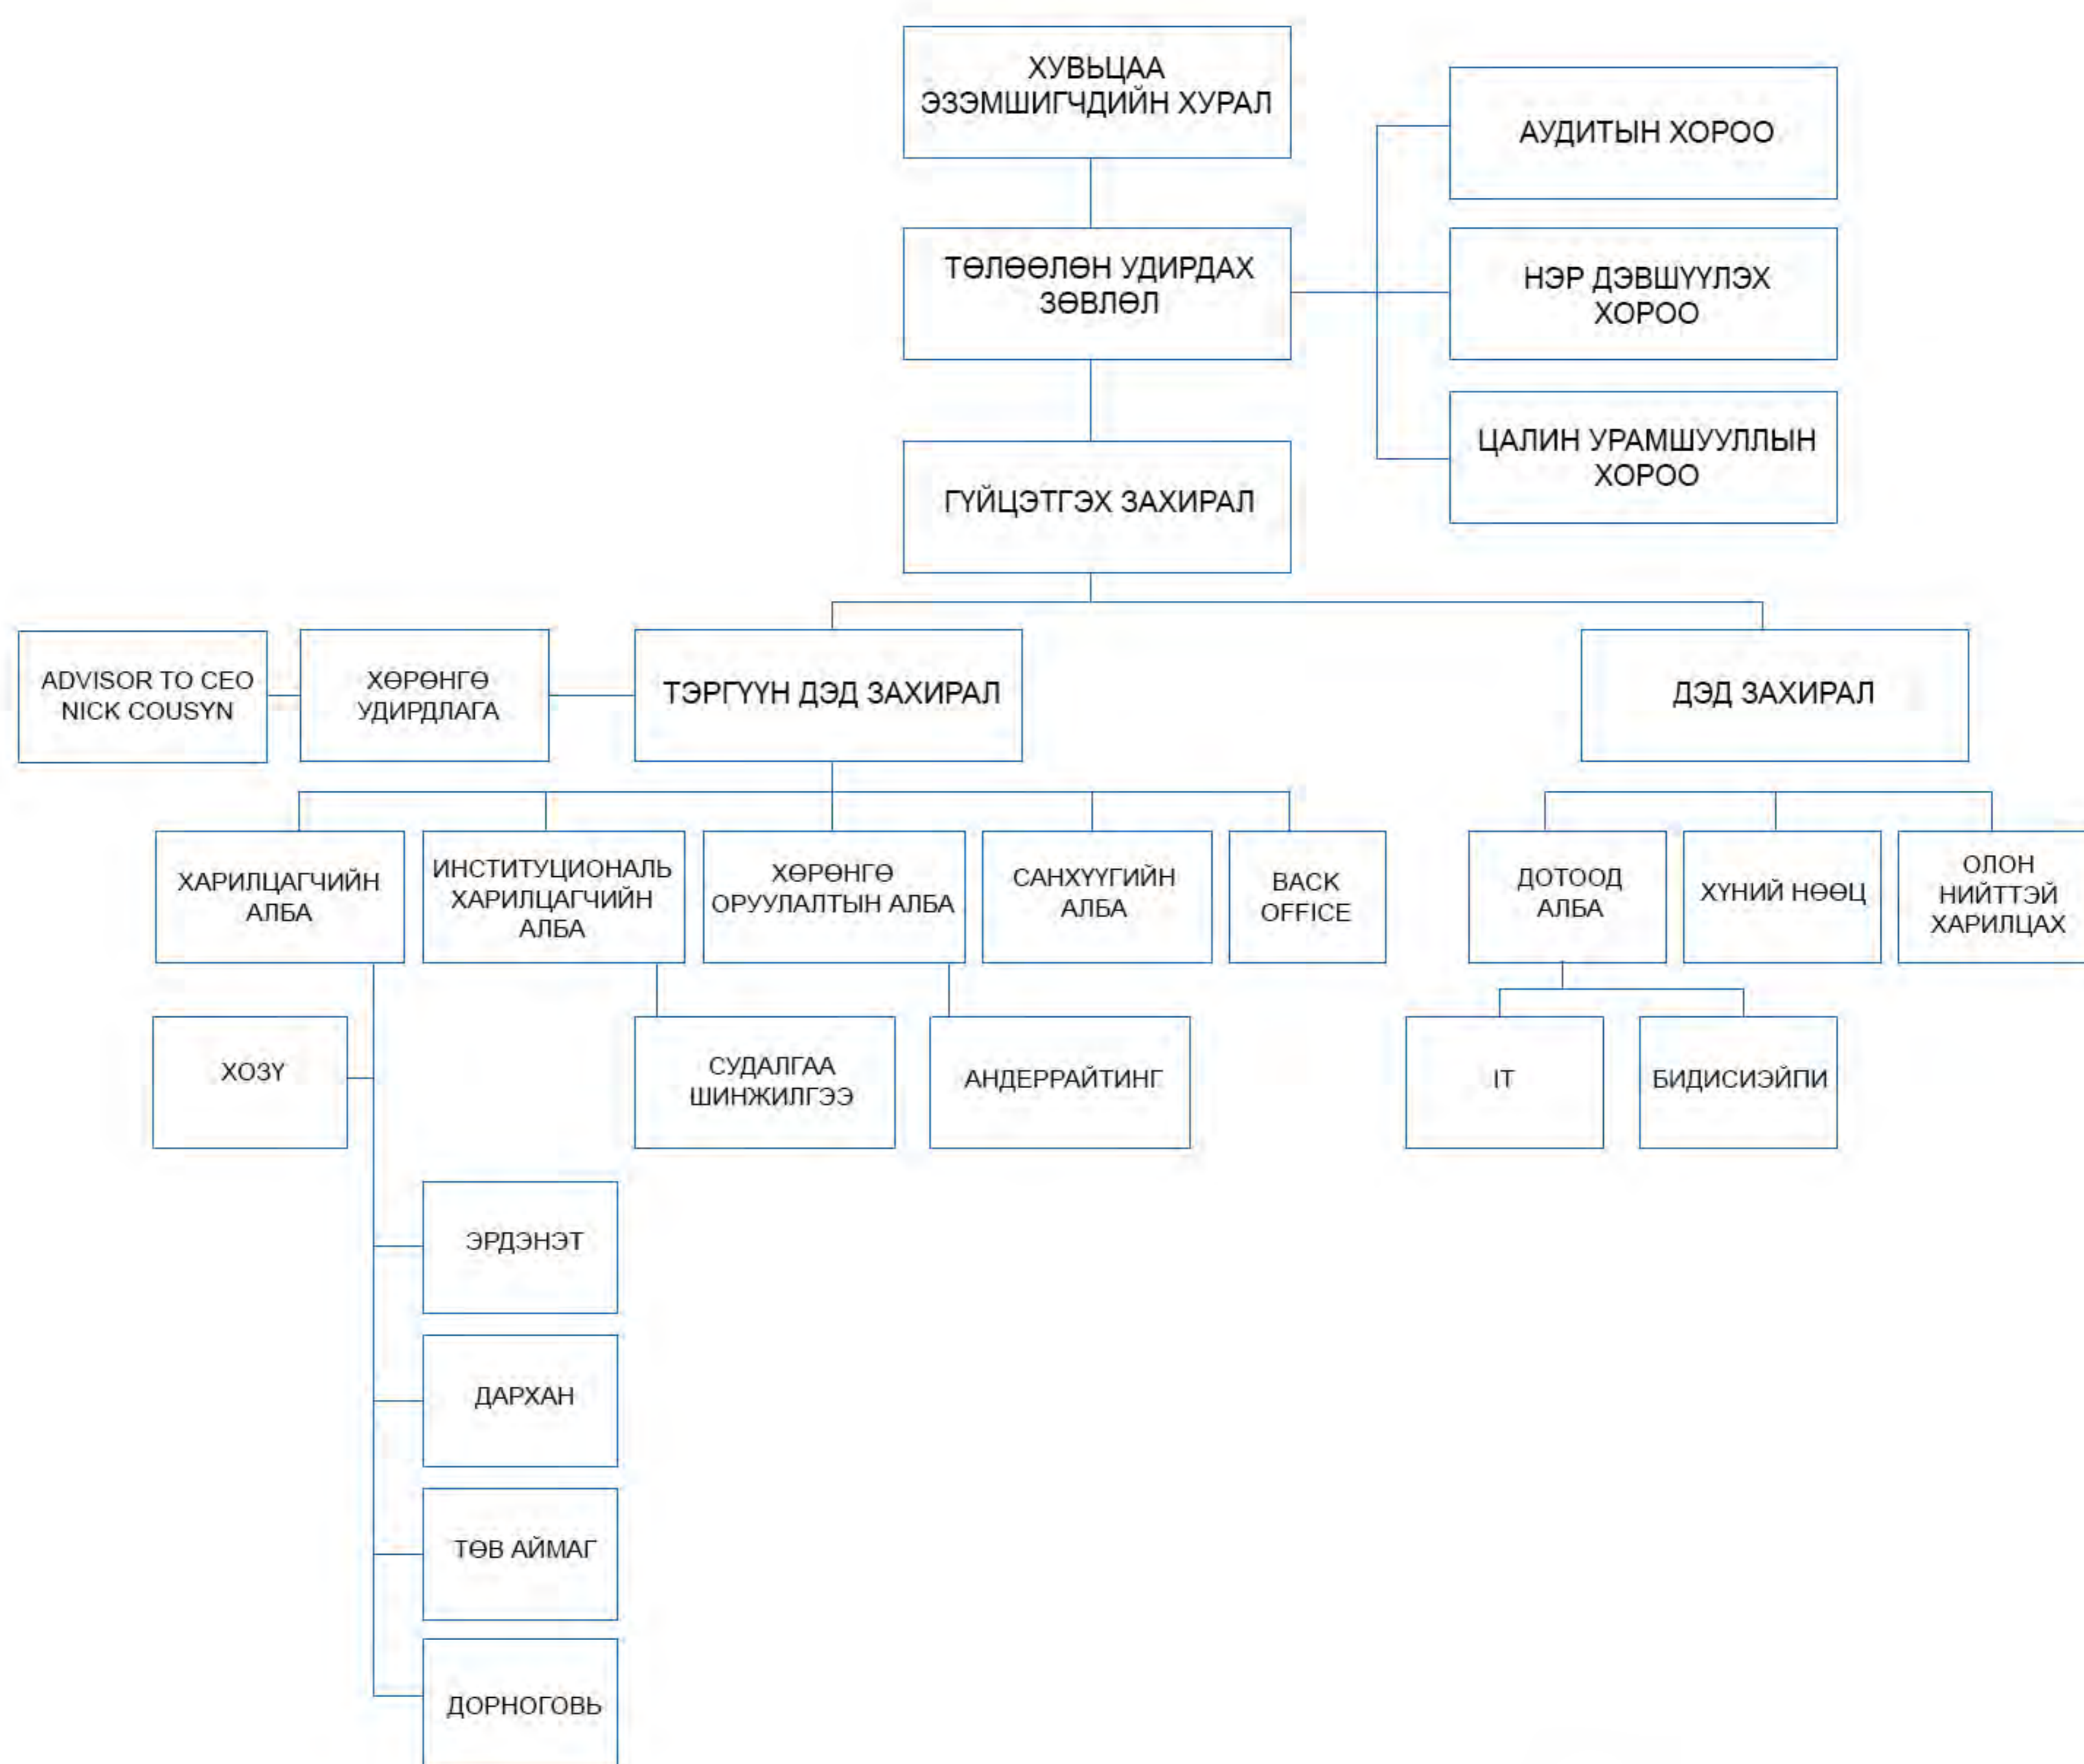 ХУВЬЦАА
ЭЗЭМШИГЧДИЙН ХУРАЛ
АУДИТЫН ХОРОО
ТӨЛӨӨЛӨН УДИРДАХ
ЗӨВЛӨЛ
НЭР ДЭВШҮҮЛЭХ
ХОРОО
ЦАЛИН УРАМШУУЛЛЫН
ХОРОО
ГҮЙЦЭТГЭХ ЗАХИРАЛ
ADVISOR TO CEO
NICK COUSYN
ХӨРӨНГӨ
УДИРДЛАГА
ТЭРГҮҮН ДЭД ЗАХИРАЛ
ДЭД ЗАХИРАЛ
ХАРИЛЦАГЧИЙН
АЛБА
ИНСТИТУЦИОНАЛЬ
ХАРИЛЦАГЧИЙН
АЛБА
ХӨРӨНГӨ
ОРУУЛАЛТЫН АЛБА
САНХҮҮГИЙН
АЛБА
BACK
OFFICE
ДОТООД
АЛБА
ХҮНИЙ НӨӨЦ
ОЛОН
НИЙТТЭЙ
ХАРИЛЦАХ
ХОЗҮ
СУДАЛГАА
ШИНЖИЛГЭЭ
АНДЕРРАЙТИНГ
IT
БИДИСИЭЙПИ
ЭРДЭНЭТ
ДАРХАН
ТӨВ АЙМАГ
ДОРНОГОВЬ